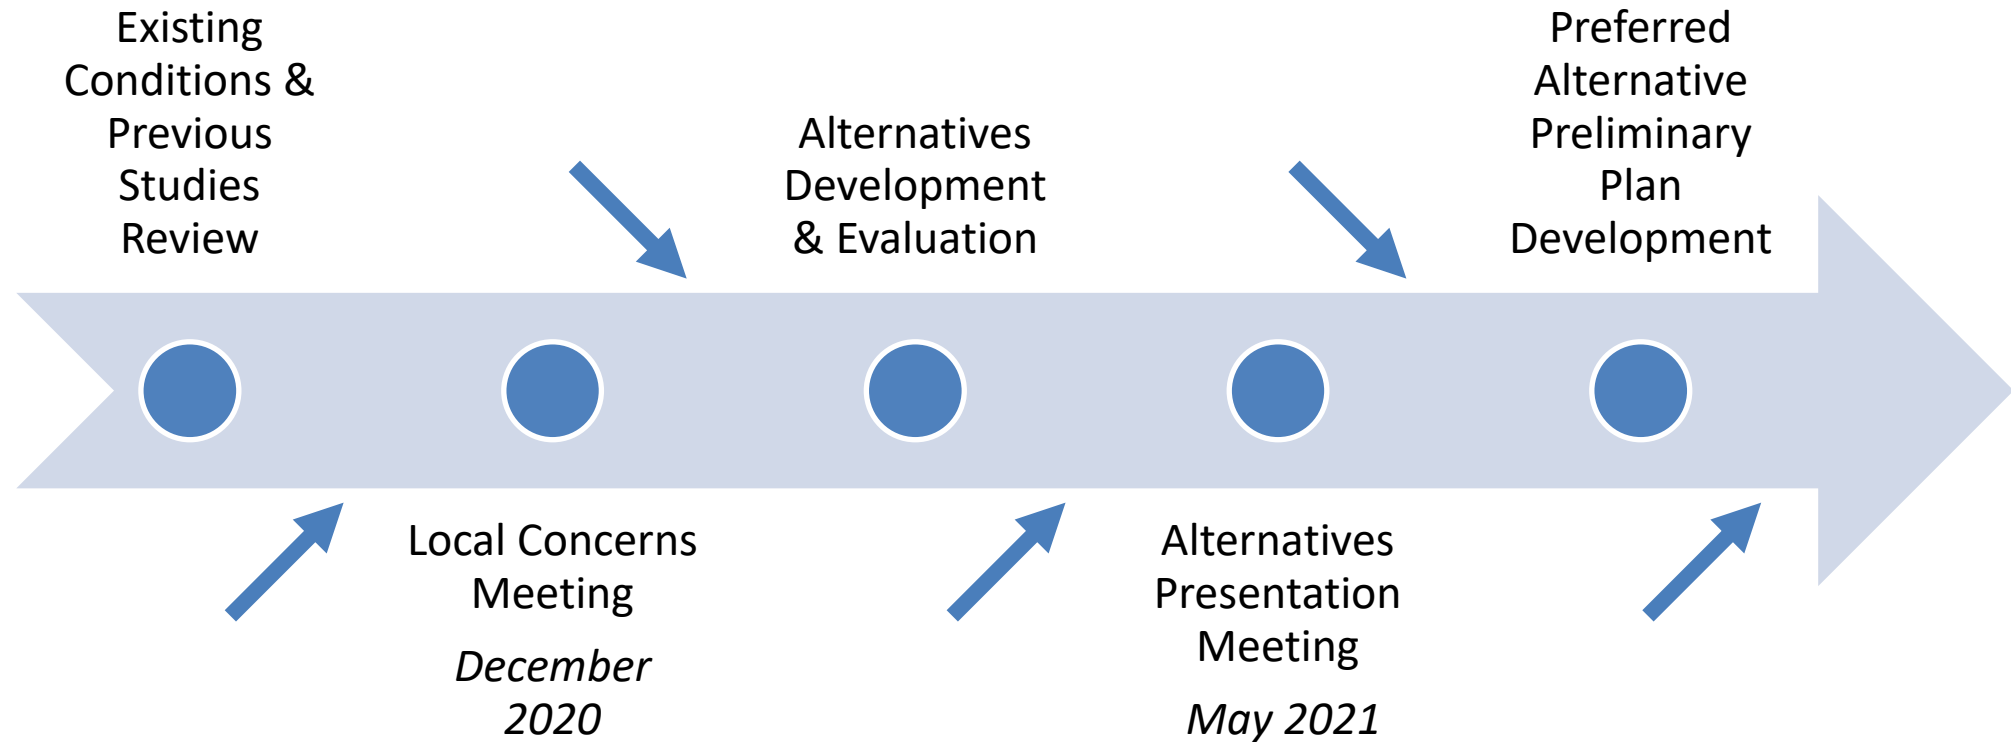 Existing
Conditions &
Previous
Studies
Review
Local Concerns
Meeting
December
2020
Alternatives
Development
& Evaluation
Alternatives
Presentation
Meeting
May 2021
Preferred
Alternative
Preliminary
Plan
Development